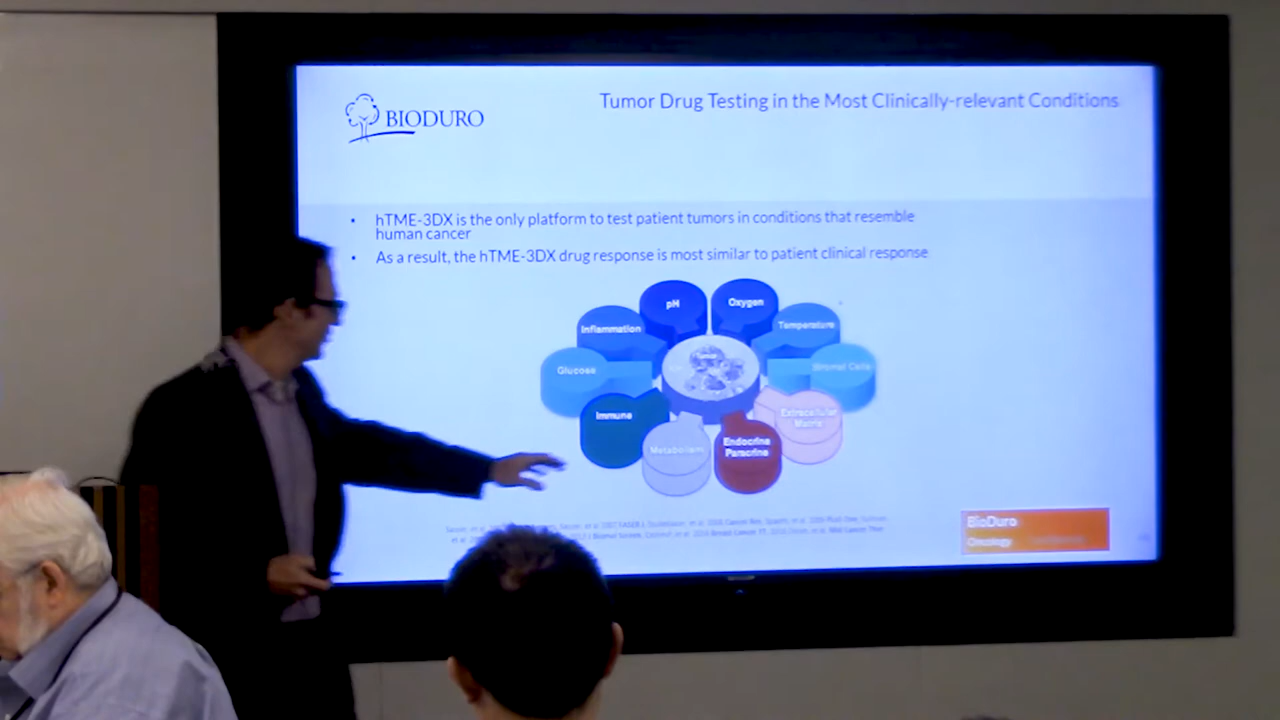 BIODURO
Tumor Drug Testing in the Most Clinically-relevant Conditions
• hTME-3DX is the only platform to test patient tumors in conditions that resemble
human cancer
• As a result, the hTME-3DX drug response is most similar to patient clinical response
pH
Oxygen
Inflammation
Temperature
Glucose
Tumor
Stromal Cells
Immune
Extracellular
Matrix
Metabolism
Endocrine
Paracrine
BioDuro
Oncology